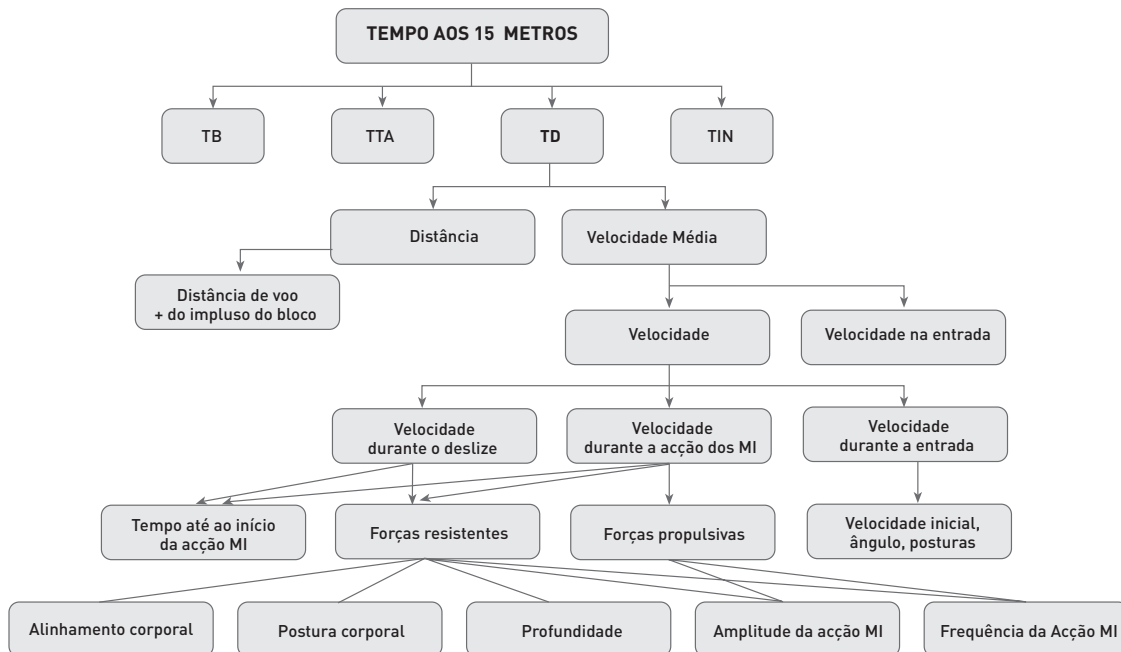 TEMPO AOS 15 METROS
TB
TTA
TD
TIN
Distância
Velocidade Média
Distância de voo
+ do impluso do bloco
Velocidade
Velocidade na entrada
Velocidade
durante o deslize
Velocidade
durante a acção dos MI
Velocidade
durante a entrada
Tempo até ao início
da acção MI
Forças resistentes
Forças propulsivas
Velocidade inicial,
ângulo, posturas
Alinhamento corporal
Postura corporal
Profundidade
Amplitude da acção MI
Frequência da Acção MI